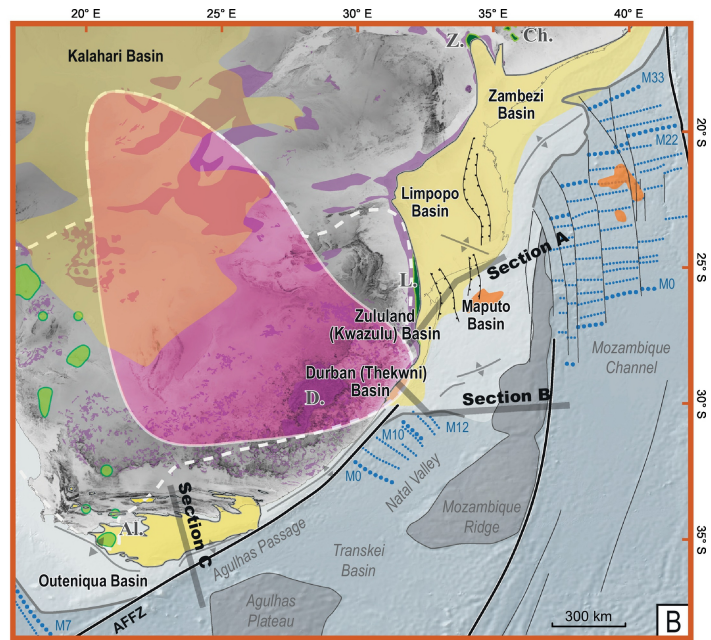 20° E
25° E
30° E
35° E
40° E
Kalahari Basin
Z.
Ch.
M33
Zambezi
Basin
20° S
M22
Limpopo
Basin
Section A
25° S
L.
M0
Zululand
(Kwazulu) Basin
Maputo
Basin
Mozambique
Channel
Durban (Thekwni)
Basin
D.
Section B
30° S
M10
M12
M0
Natal Valley
Section C
Mozambique
Ridge
Al.
Agulhas Passage
Transkei
Basin
35° S
Outeniqua Basin
Agulhas
Plateau
AFFZ
M7
300 km
B